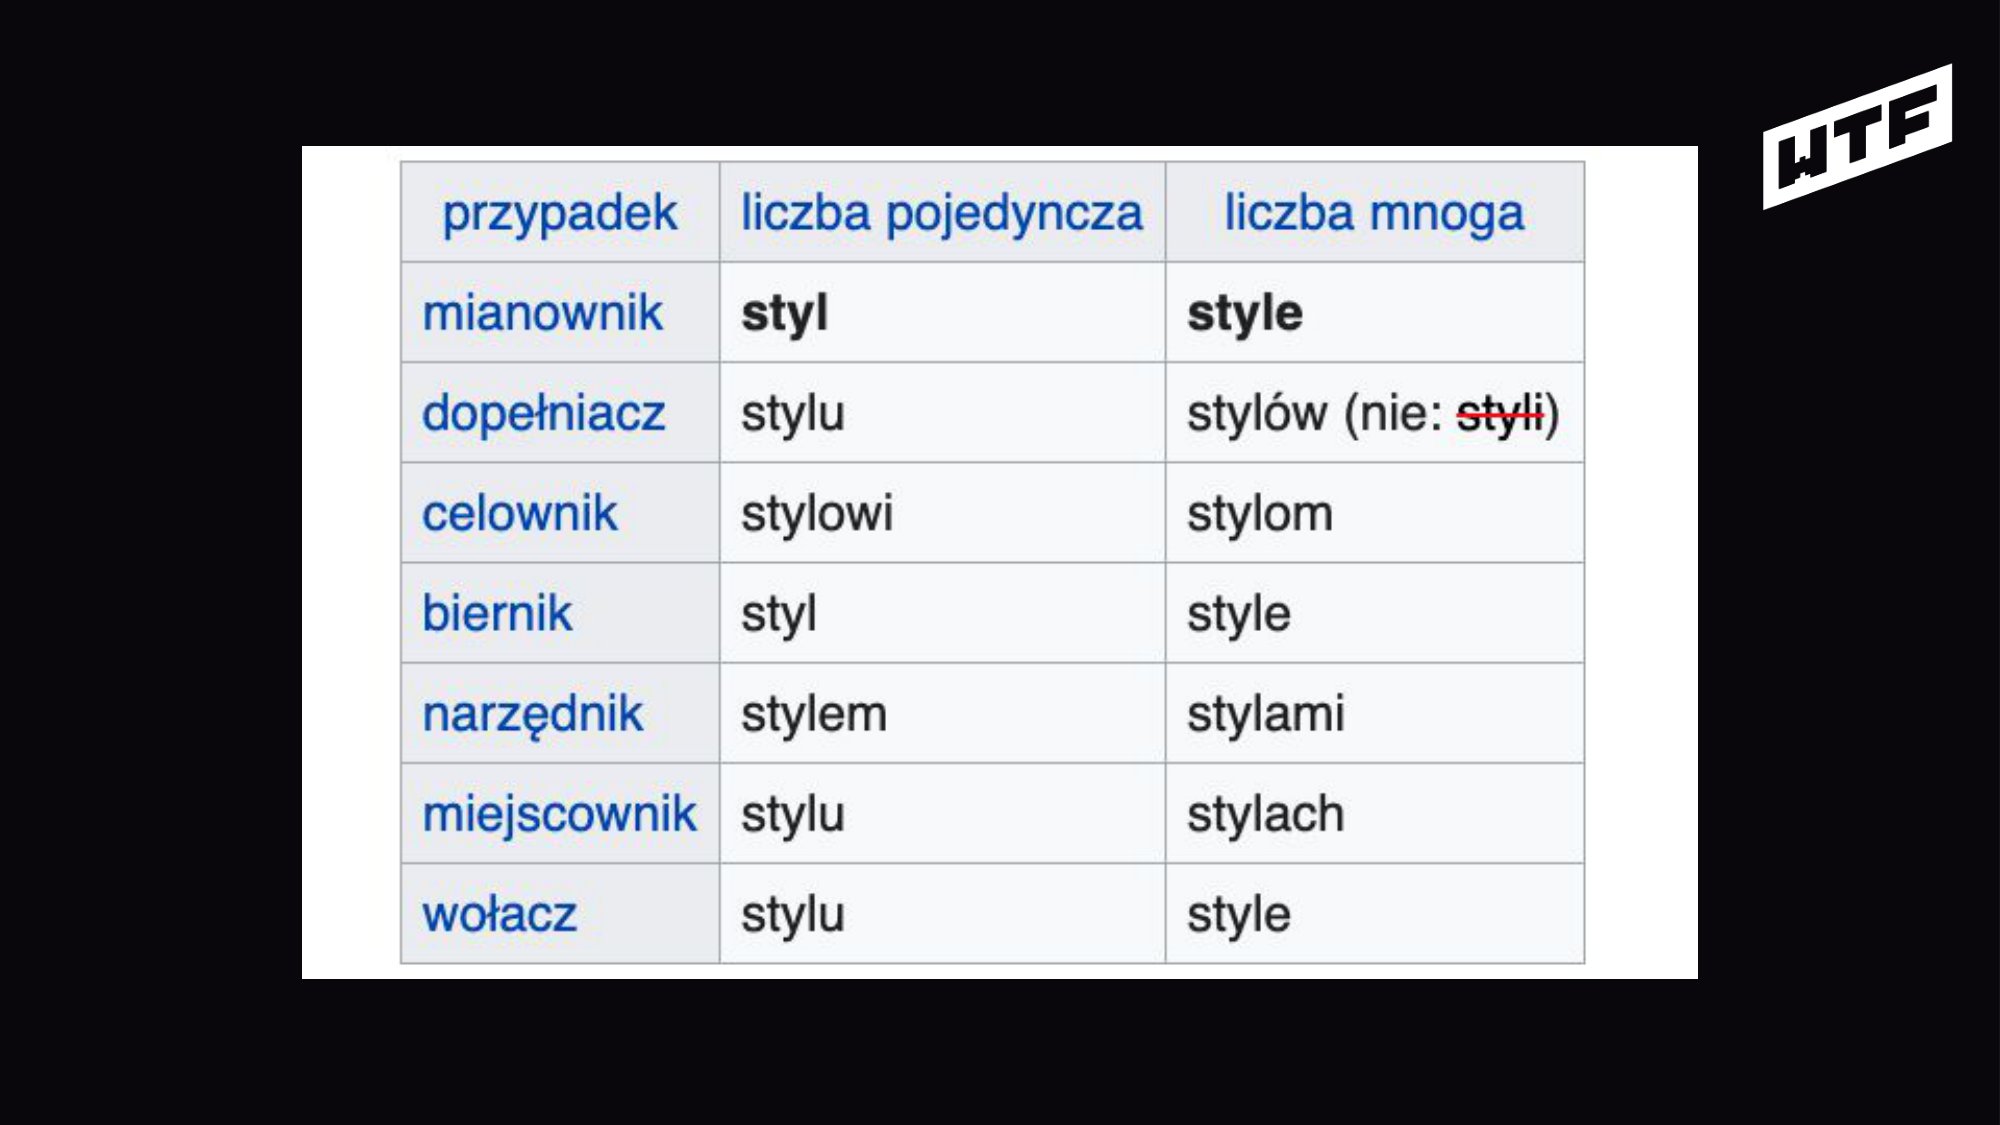 WTF
przypadek liczba pojedyncza liczba mnoga
mianownik styl style
dopełniacz stylu stylów (nie: styli)
celownik stylowi stylom
biernik styl style
narzędnik stylem stylami
miejscownik stylu stylach
wołacz stylu style